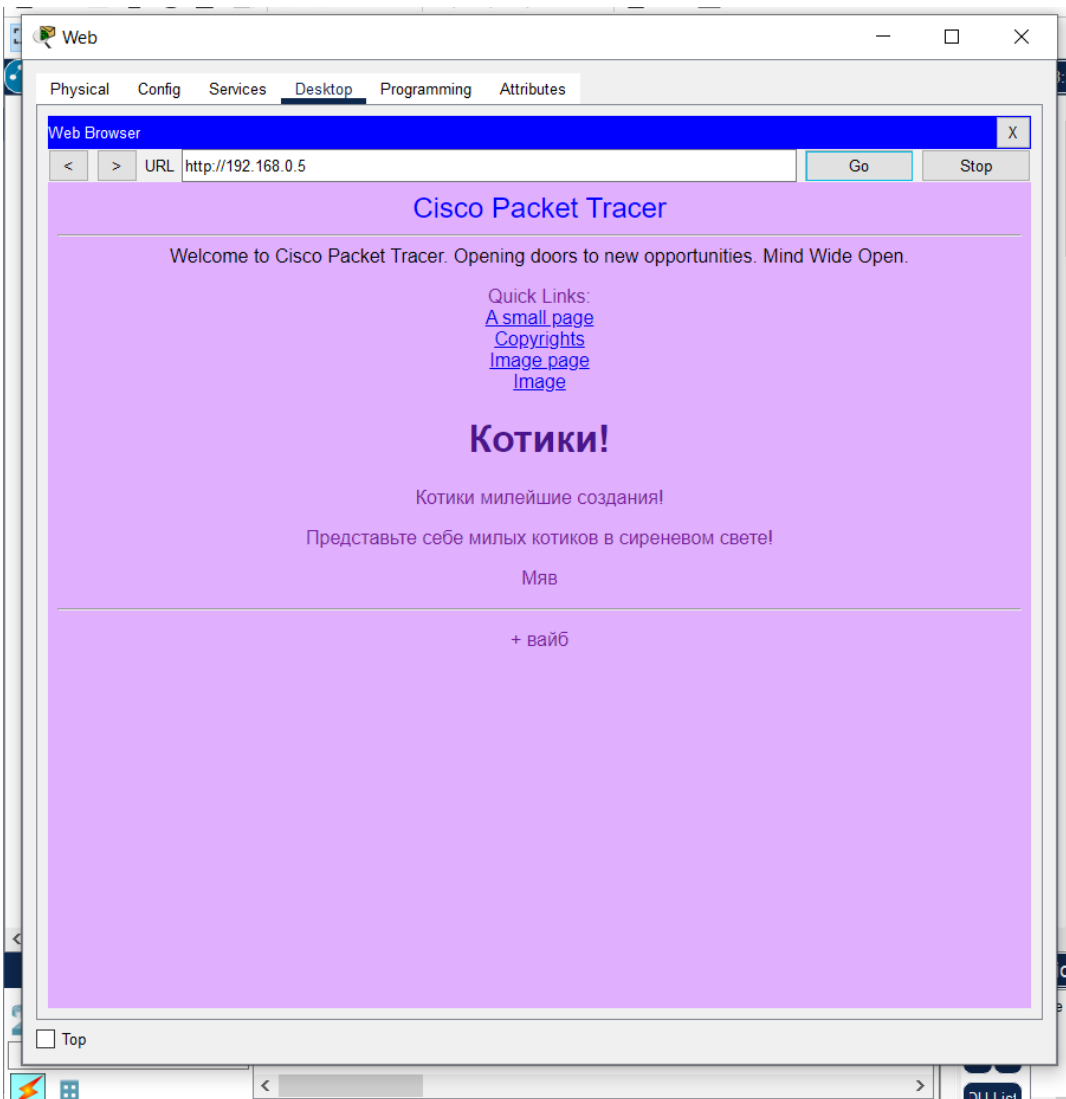 Web
Physical Config Services Desktop Programming Attributes
Web Browser X
< > URL http://192.168.0.5 Go Stop
Cisco Packet Tracer
Welcome to Cisco Packet Tracer. Opening doors to new opportunities. Mind Wide Open.
Quick Links:
A small page
Copyrights
Image page
Image
Котики!
Котики милейшие создания!
Представьте себе милых котиков в сиреневом свете!
Мяв
+ вайб
Top